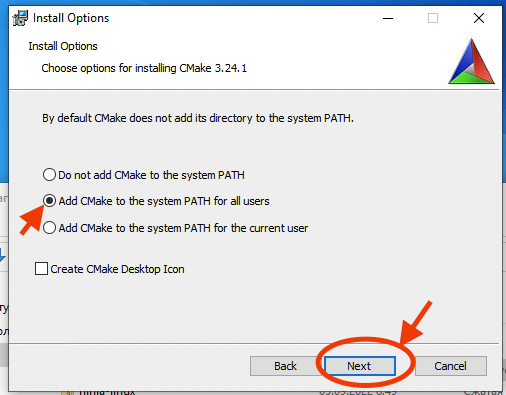 Install Options
Install Options
Choose options for installing CMake 3.24.1
By default CMake does not add its directory to the system PATH.
Do not add CMake to the system PATH
Add CMake to the system PATH for all users
Add CMake to the system PATH for the current user
Create CMake Desktop Icon
Back
Next
Cancel